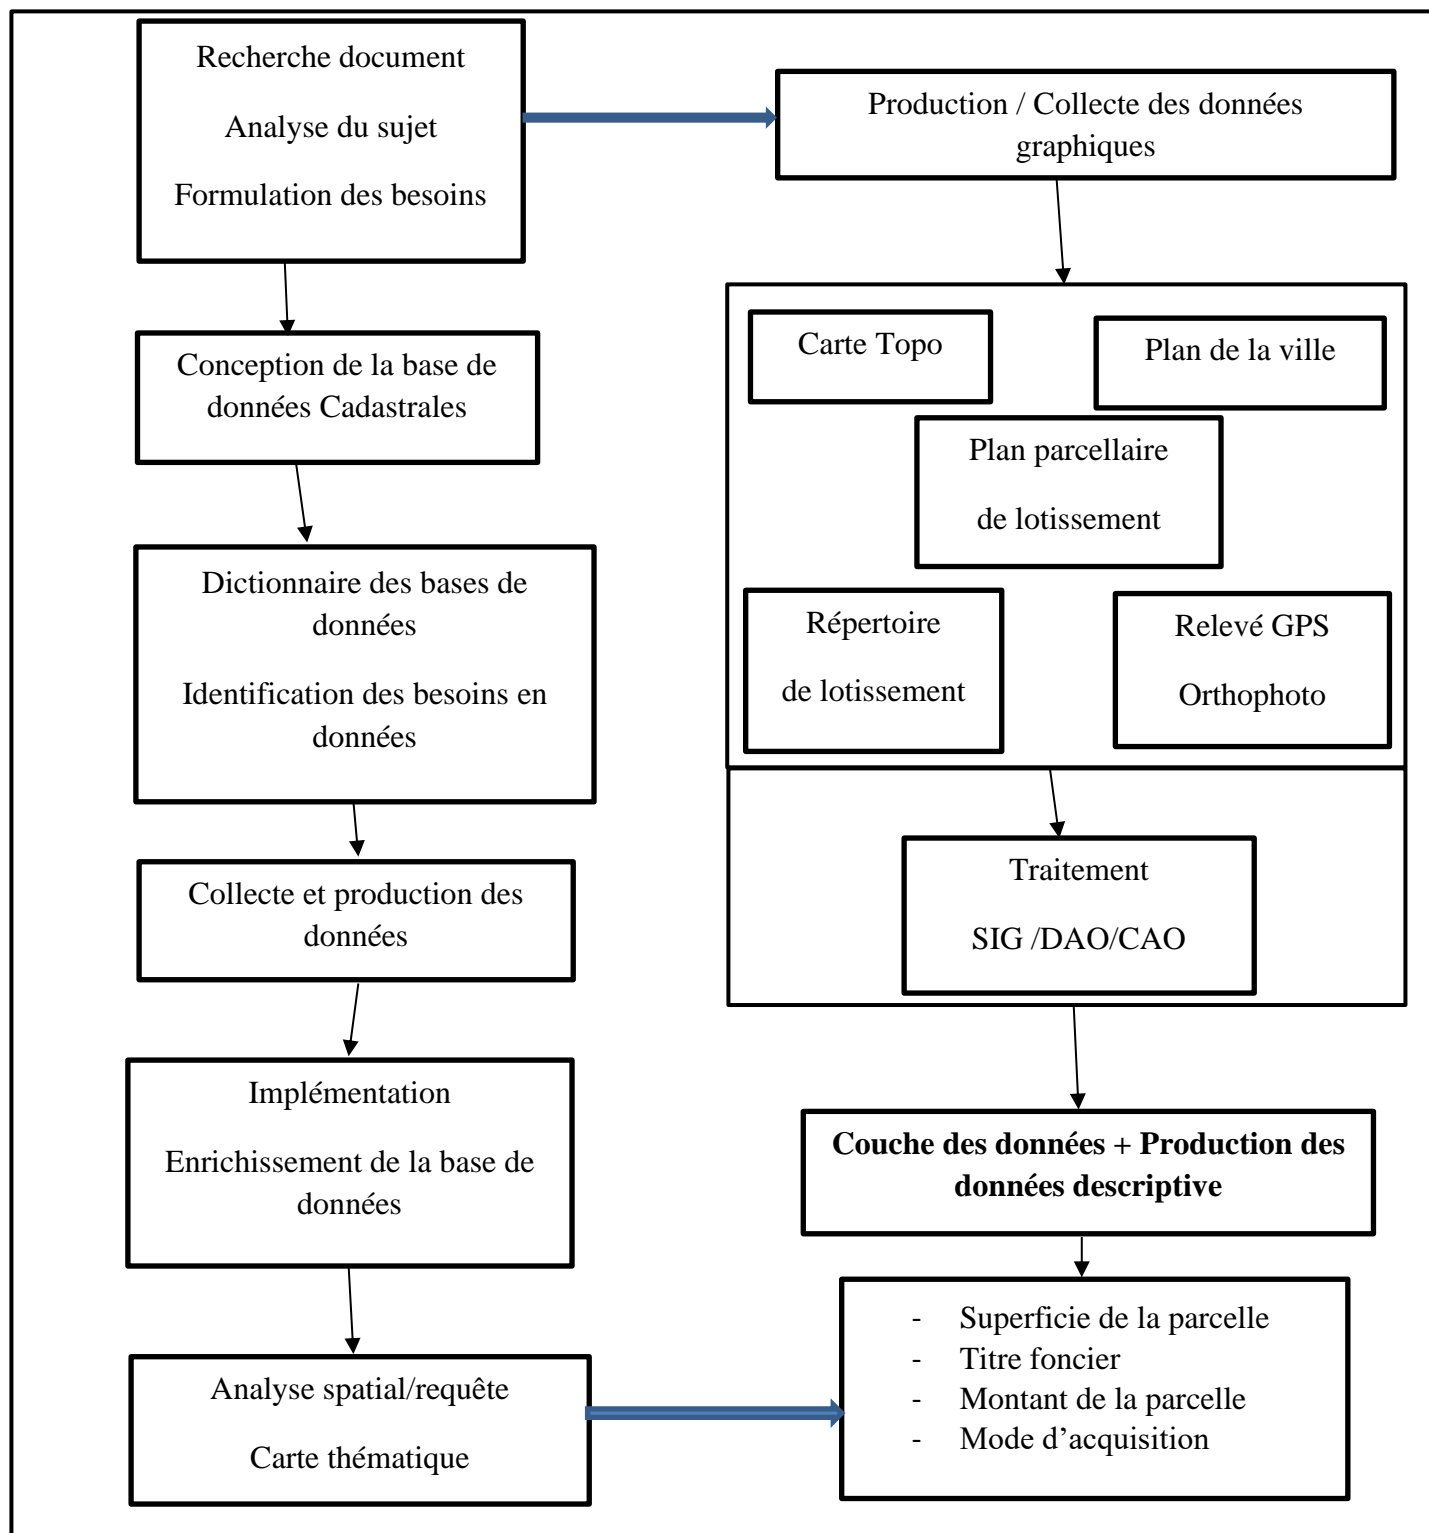 Recherche document
Analyse du sujet
Formulation des besoins
Production / Collecte des données
graphiques
Conception de la base de
données Cadastrales
Dictionnaire des bases de
données
Identification des besoins en
données
Collecte et production des
données
Implémentation
Enrichissement de la base de
données
Analyse spatial/requête
Carte thématique
Carte Topo
Plan de la ville
Plan parcellaire
de lotissement
Répertoire
de lotissement
Relevé GPS
Orthophoto
Traitement
SIG /DAO/CAO
Couche des données + Production des
données descriptive
- Superficie de la parcelle
- Titre foncier
- Montant de la parcelle
- Mode d’acquisition